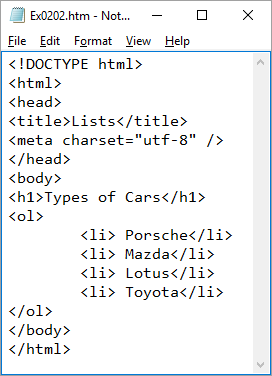 Ex0202.htm - Not...
File Edit Format View Help
<!DOCTYPE html>
<html>
<head>
<title>Lists</title>
<meta charset="utf-8" />
</head>
<body>
<h1>Types of Cars</h1>
<ol>
        <li> Porsche</li>
        <li> Mazda</li>
        <li> Lotus</li>
        <li> Toyota</li>
</ol>
</body>
</html>